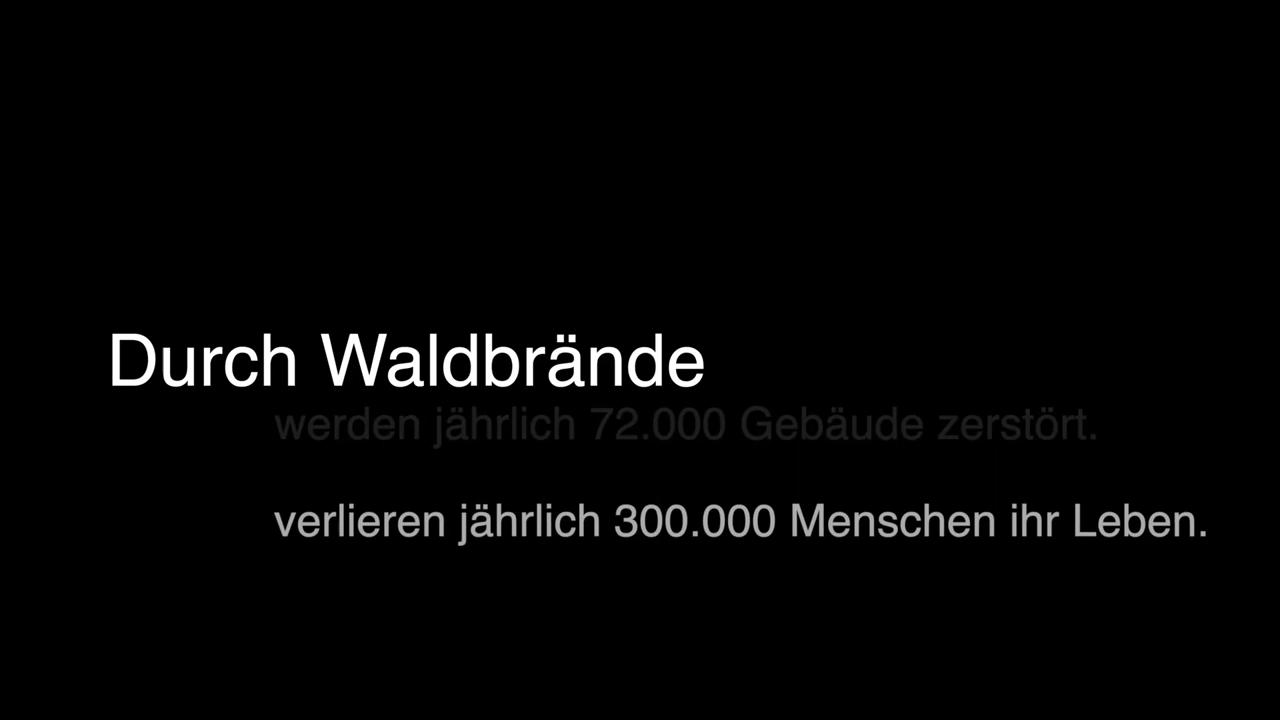 Durch Waldbrände
werden jährlich 72.000 Gebäude zerstört.
verlieren jährlich 300.000 Menschen ihr Leben.